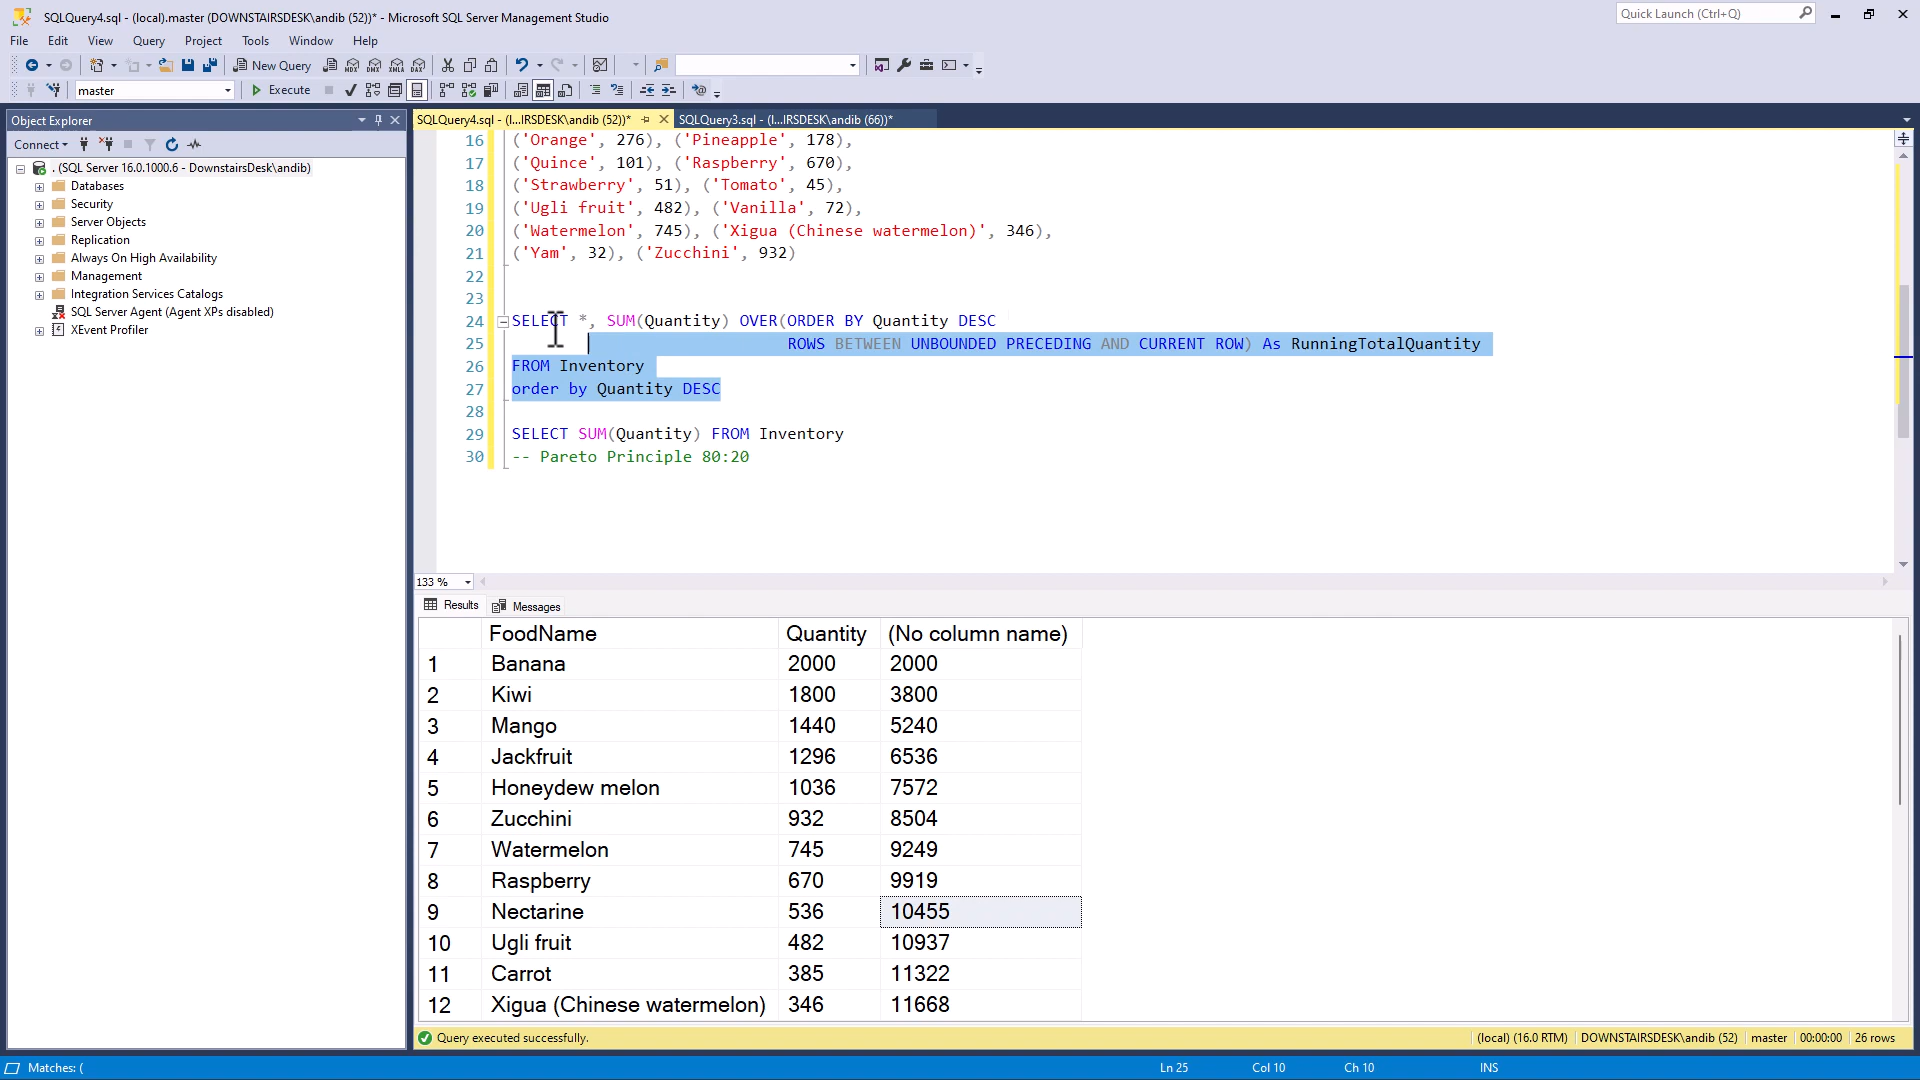 SQLQuery4.sql - (local).master (DOWNSTAIRSDESK\andib (52))* - Microsoft SQL Server Management Studio
Quick Launch (Ctrl+Q)
File Edit View Query Project Tools Window Help
New Query
MDX DMX XMLA DAX
master
Execute
Object Explorer
SQLQuery4.sql - (l...IRSDESK\andib (52))*
SQLQuery3.sql - (l...IRSDESK\andib (66))*
Connect
. (SQL Server 16.0.1000.6 - DownstairsDesk\andib)
Databases
Security
Server Objects
Replication
Always On High Availability
Management
Integration Services Catalogs
SQL Server Agent (Agent XPs disabled)
XEvent Profiler
16 ('Orange', 276), ('Pineapple', 178),
17 ('Quince', 101), ('Raspberry', 670),
18 ('Strawberry', 51), ('Tomato', 45),
19 ('Ugli fruit', 482), ('Vanilla', 72),
20 ('Watermelon', 745), ('Xigua (Chinese watermelon)', 346),
21 ('Yam', 32), ('Zucchini', 932)
22
23
24 SELECT *, SUM(Quantity) OVER(ORDER BY Quantity DESC
25 ROWS BETWEEN UNBOUNDED PRECEDING AND CURRENT ROW) As RunningTotalQuantity
26 FROM Inventory
27 order by Quantity DESC
28
29 SELECT SUM(Quantity) FROM Inventory
30 -- Pareto Principle 80:20
133 %
Results Messages
FoodName Quantity (No column name)
1 Banana 2000 2000
2 Kiwi 1800 3800
3 Mango 1440 5240
4 Jackfruit 1296 6536
5 Honeydew melon 1036 7572
6 Zucchini 932 8504
7 Watermelon 745 9249
8 Raspberry 670 9919
9 Nectarine 536 10455
10 Ugli fruit 482 10937
11 Carrot 385 11322
12 Xigua (Chinese watermelon) 346 11668
Query executed successfully.
(local) (16.0 RTM) DOWNSTAIRSDESK\andib (52) master 00:00:00 26 rows
Matches: (
Ln 25 Col 10 Ch 10 INS